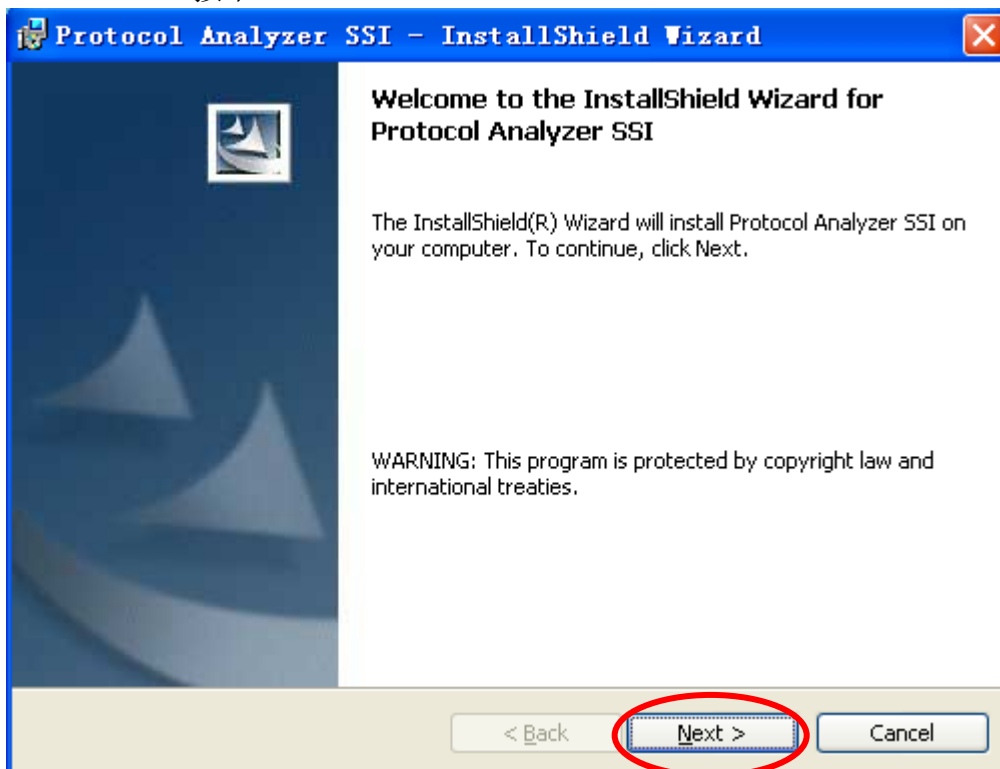 Protocol Analyzer SSI - InstallShield Wizard
Welcome to the InstallShield Wizard for
Protocol Analyzer SSI
The InstallShield(R) Wizard will install Protocol Analyzer SSI on
your computer. To continue, click Next.
WARNING: This program is protected by copyright law and
international treaties.
< Back
Next >
Cancel